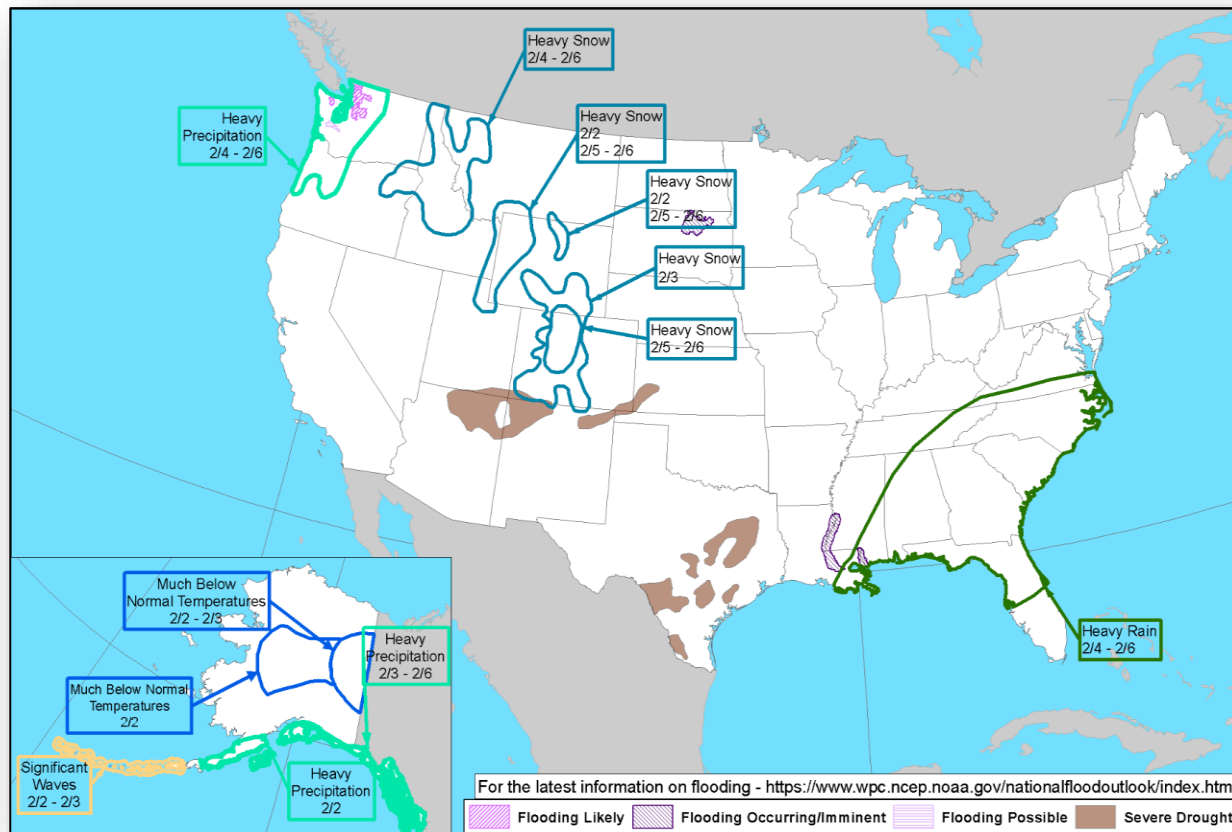 Heavy Snow
2/4 - 2/6
Heavy Snow
2/2
2/5 - 2/6
Heavy
Precipitation
2/4 - 2/6
Heavy Snow
2/2
2/5 - 2/6
Heavy Snow
2/3
Heavy Snow
2/5 - 2/6
Heavy Rain
2/4 - 2/6
Much Below
Normal Temperatures
2/2 - 2/3
Heavy
Precipitation
2/3 - 2/6
Much Below Normal
Temperatures
2/2
Significant
Waves
2/2 - 2/3
Heavy
Precipitation
2/2
For the latest information on flooding - https://www.wpc.ncep.noaa.gov/nationalfloodoutlook/index.htm
Flooding Likely
Flooding Occurring/Imminent
Flooding Possible
Severe Drought